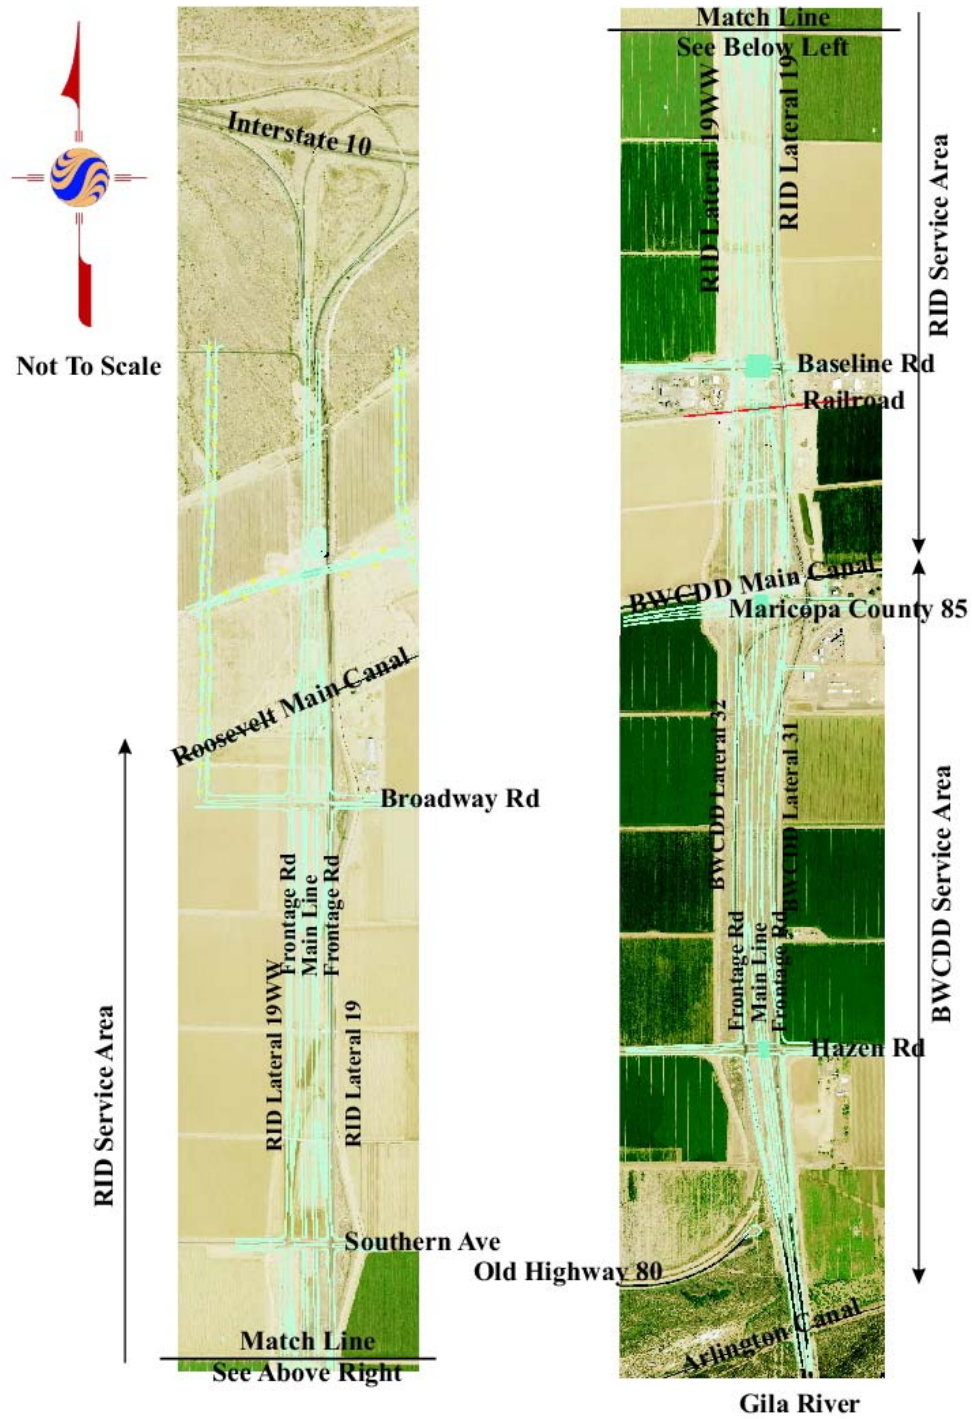 Interstate 10
Not To Scale
Roosevelt Main Canal
Broadway Rd
Frontage Rd
Main Line
Frontage Rd
RID Lateral 19WW
RID Lateral 19
RID Service Area
Southern Ave
Match Line
See Above Right
Match Line
See Below Left
RID Lateral 19WW
RID Lateral 19
RID Service Area
Baseline Rd
Railroad
BWCDD Main Canal
Maricopa County 85
BWCDD Lateral 32
BWCDD Lateral 31
BWCDD Service Area
Frontage Rd
Main Line
Frontage Rd
Hazen Rd
Old Highway 80
Arlington Canal
Gila River